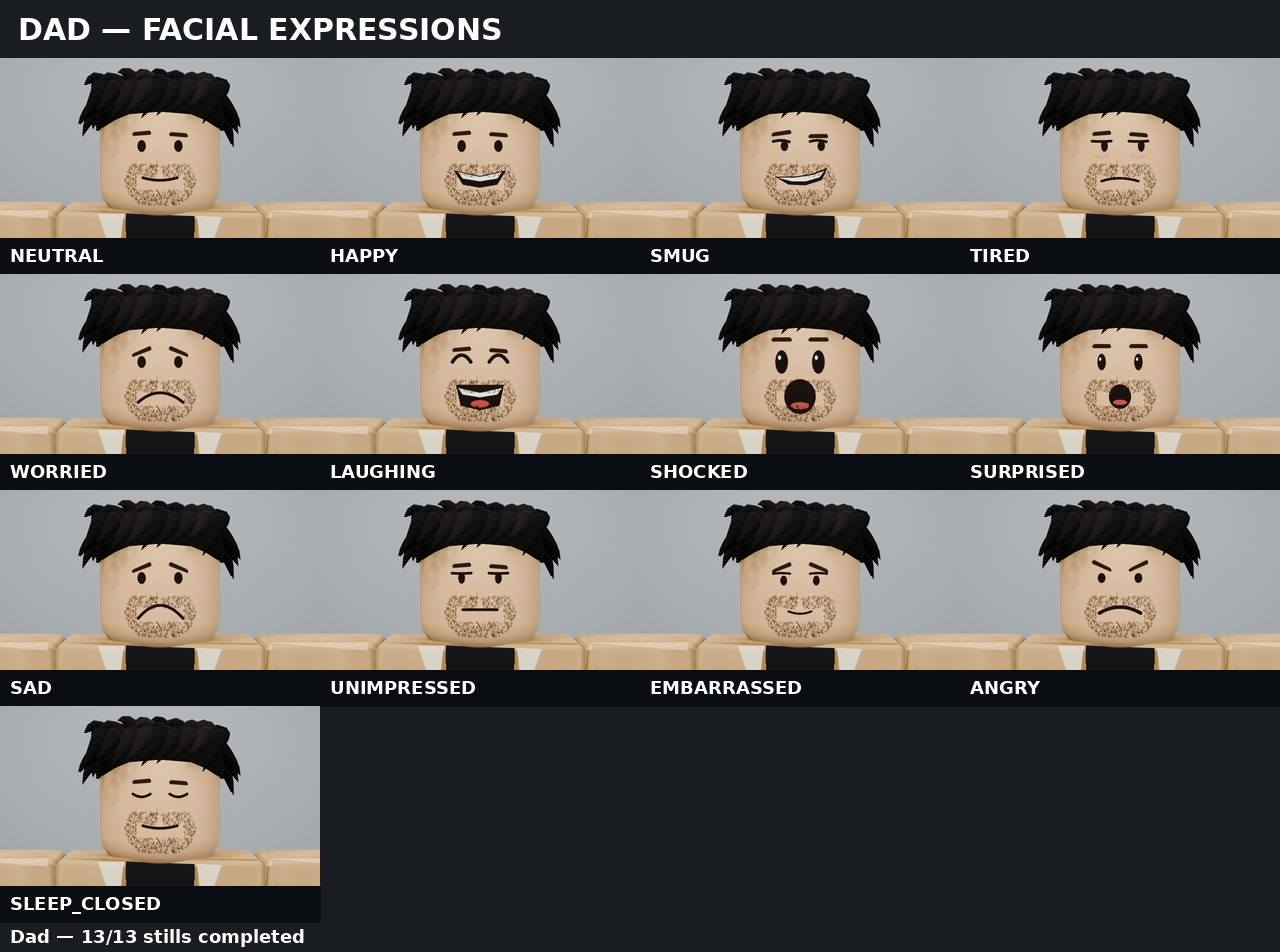 DAD — FACIAL EXPRESSIONS
NEUTRAL
HAPPY
SMUG
TIRED
WORRIED
LAUGHING
SHOCKED
SURPRISED
SAD
UNIMPRESSED
EMBARRASSED
ANGRY
SLEEP_CLOSED
Dad — 13/13 stills completed